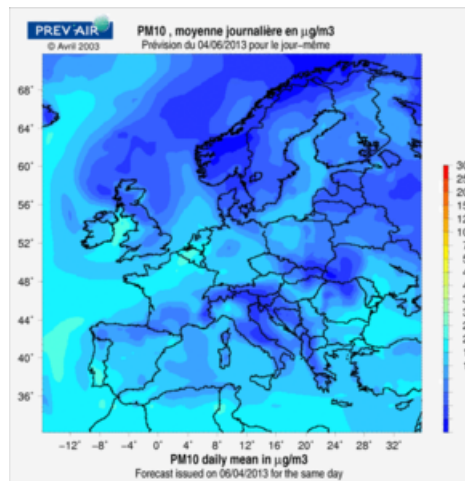 PREV'AIR
© Avril 2003
PM10 , moyenne journalière en µg/m3
Prévision du 04/06/2013 pour le jour-même
68°
64°
60°
56°
52°
48°
44°
40°
36°
-12° -8° -4° 0° 4° 8° 12° 16° 20° 24° 28° 32°
PM10 daily mean in µg/m3
Forecast issued on 06/04/2013 for the same day